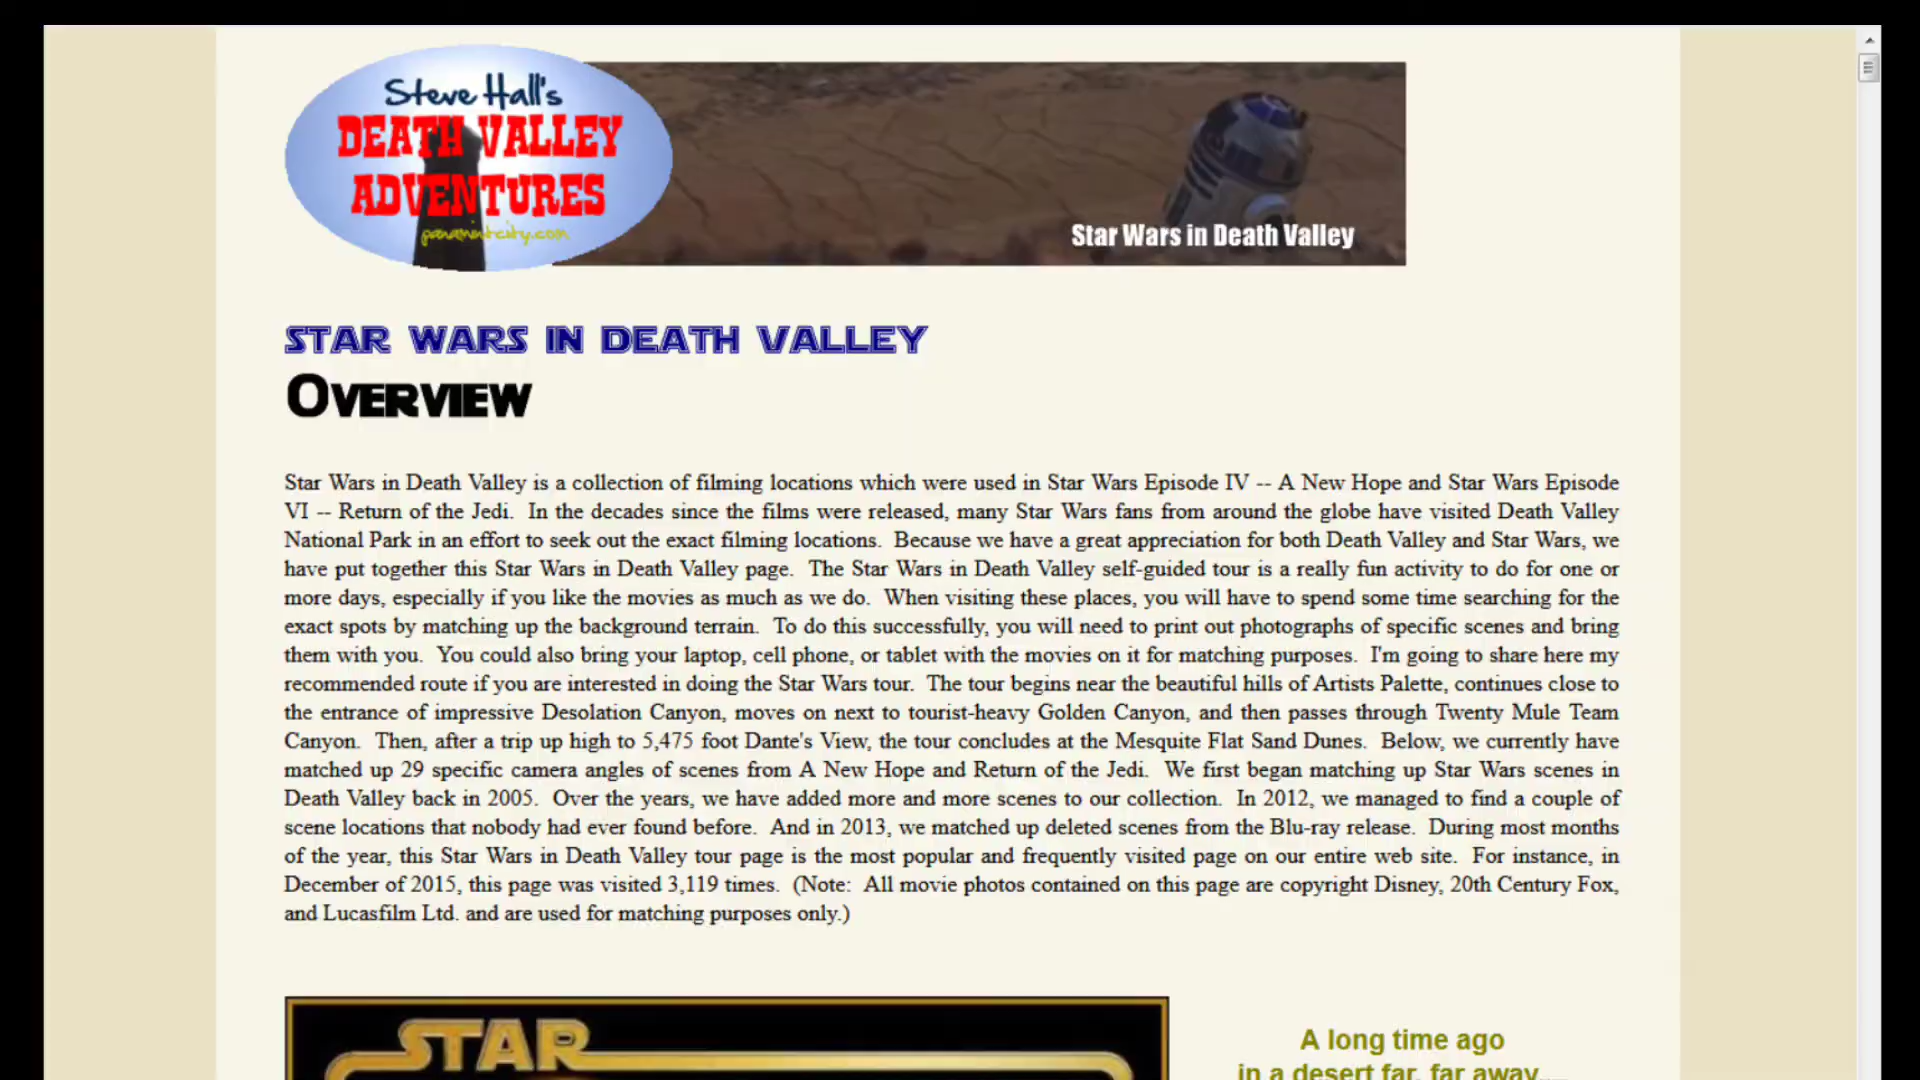 Steve Hall's
DEATH VALLEY
ADVENTURES
panamintcity.com
Star Wars in Death Valley
STAR WARS IN DEATH VALLEY
OVERVIEW
Star Wars in Death Valley is a collection of filming locations which were used in Star Wars Episode IV -- A New Hope and Star Wars Episode
VI -- Return of the Jedi.  In the decades since the films were released, many Star Wars fans from around the globe have visited Death Valley
National Park in an effort to seek out the exact filming locations.  Because we have a great appreciation for both Death Valley and Star Wars, we
have put together this Star Wars in Death Valley page.  The Star Wars in Death Valley self-guided tour is a really fun activity to do for one or
more days, especially if you like the movies as much as we do.  When visiting these places, you will have to spend some time searching for the
exact spots by matching up the background terrain.  To do this successfully, you will need to print out photographs of specific scenes and bring
them with you.  You could also bring your laptop, cell phone, or tablet with the movies on it for matching purposes.  I'm going to share here my
recommended route if you are interested in doing the Star Wars tour.  The tour begins near the beautiful hills of Artists Palette, continues close to
the entrance of impressive Desolation Canyon, moves on next to tourist-heavy Golden Canyon, and then passes through Twenty Mule Team
Canyon.  Then, after a trip up high to 5,475 foot Dante's View, the tour concludes at the Mesquite Flat Sand Dunes.  Below, we currently have
matched up 29 specific camera angles of scenes from A New Hope and Return of the Jedi.  We first began matching up Star Wars scenes in
Death Valley back in 2005.  Over the years, we have added more and more scenes to our collection.  In 2012, we managed to find a couple of
scene locations that nobody had ever found before.  And in 2013, we matched up deleted scenes from the Blu-ray release.  During most months
of the year, this Star Wars in Death Valley tour page is the most popular and frequently visited page on our entire web site.  For instance, in
December of 2015, this page was visited 3,119 times.  (Note:  All movie photos contained on this page are copyright Disney, 20th Century Fox,
and Lucasfilm Ltd. and are used for matching purposes only.)
STAR
A long time ago
in a desert far, far away...